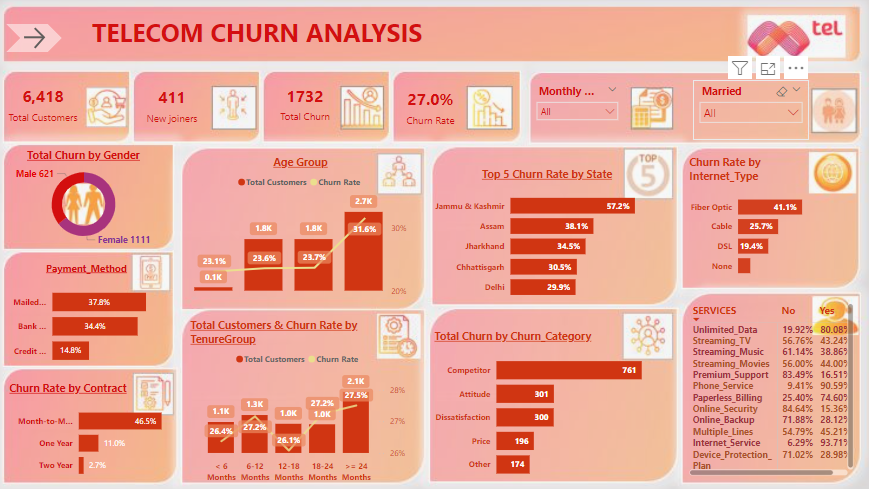 TELECOM CHURN ANALYSIS
tel
6,418
Total Customers
411
New joiners
1732
Total Churn
27.0%
Churn Rate
Monthly ...
All
Married
All
Total Churn by Gender
Male 621
Female 1111
Payment_Method
Mailed... 37.8%
Bank ... 34.4%
Credit ... 14.8%
Churn Rate by Contract
Month-to-M... 46.5%
One Year 11.0%
Two Year 2.7%
Age Group
Total Customers Churn Rate
2.7K
1.8K 1.8K
30%
31.6%
23.1% 23.6% 23.7%
0.1K
20%
Total Customers & Churn Rate by
TenureGroup
Total Customers Churn Rate
2.1K
28%
1.1K 1.3K 1.0K 27.2% 27.5%
1.0K
27%
26.4% 27.2% 26.1%
26%
< 6 6-12 12-18 18-24 >= 24
Months Months Months Months Months
TOP
5
Top 5 Churn Rate by State
Jammu & Kashmir 57.2%
Assam 38.1%
Jharkhand 34.5%
Chhattisgarh 30.5%
Delhi 29.9%
Total Churn by Churn_Category
Competitor 761
Attitude 301
Dissatisfaction 300
Price 196
Other 174
Churn Rate by
Internet_Type
Fiber Optic 41.1%
Cable 25.7%
DSL 19.4%
None
SERVICES No Yes
Unlimited_Data 19.92% 80.08%
Streaming_TV 56.76% 43.24%
Streaming_Music 61.14% 38.86%
Streaming_Movies 56.00% 44.00%
Premium_Support 83.49% 16.51%
Phone_Service 9.41% 90.59%
Paperless_Billing 25.40% 74.60%
Online_Security 84.64% 15.36%
Online_Backup 71.88% 28.12%
Multiple_Lines 54.79% 45.21%
Internet_Service 6.29% 93.71%
Device_Protection_ 71.02% 28.98%
Plan